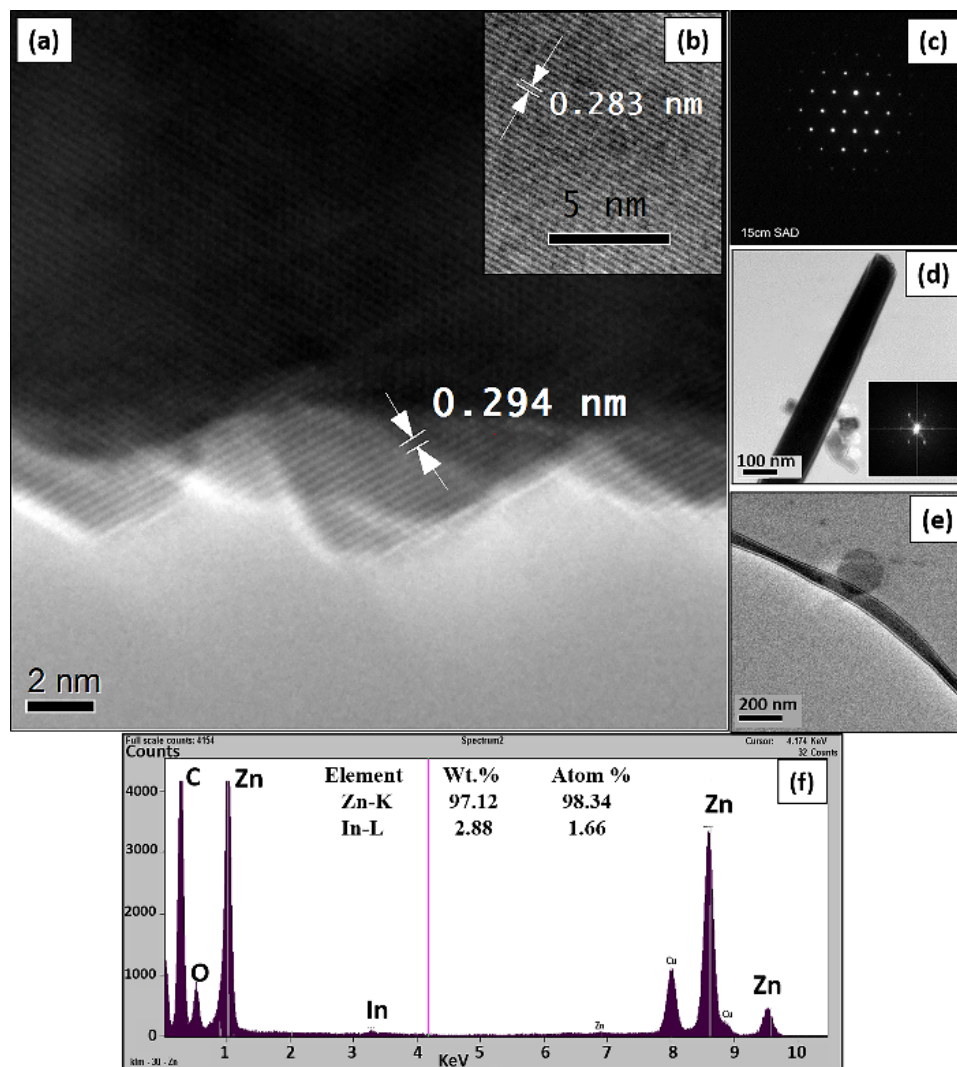 (a)
(b)
0.283 nm
5 nm
0.294 nm
2 nm
(c)
15cm SAD
(d)
100 nm
(e)
200 nm
Full scale counts: 4154 Spectrum2 Cursor: 4.174 KeV
32 Counts
Counts
(f)
C Zn O In Cu Zn Cu Zn
Zn
Element Wt.% Atom %
Zn-K 97.12 98.34
In-L 2.88 1.66
4000
3000
2000
1000
0
1 2 3 4 5 6 7 8 9 10
KeV